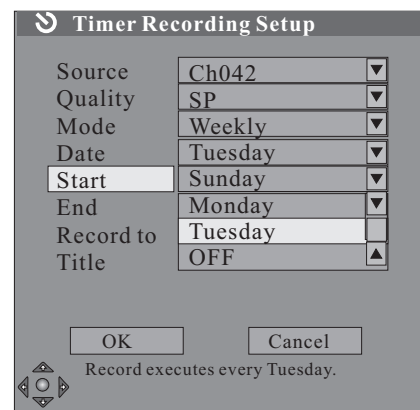 Timer Recording Setup
Source Ch042
Quality SP
Mode Weekly
Date Tuesday
Start Sunday
End Monday
Record to Tuesday
Title OFF
OK Cancel
Record executes every Tuesday.